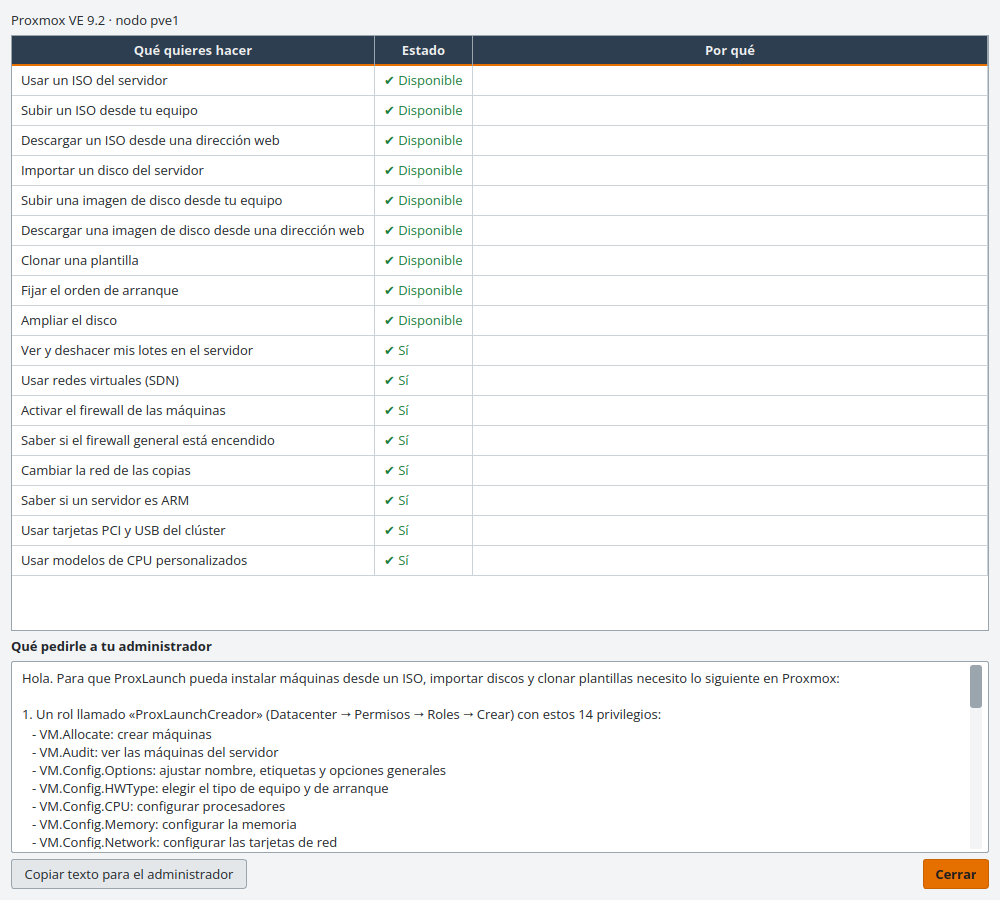 Proxmox VE 9.2 · nodo pve1
Qué quieres hacer Estado Por qué
Usar un ISO del servidor ✔ Disponible
Subir un ISO desde tu equipo ✔ Disponible
Descargar un ISO desde una dirección web ✔ Disponible
Importar un disco del servidor ✔ Disponible
Subir una imagen de disco desde tu equipo ✔ Disponible
Descargar una imagen de disco desde una dirección web ✔ Disponible
Clonar una plantilla ✔ Disponible
Fijar el orden de arranque ✔ Disponible
Ampliar el disco ✔ Disponible
Ver y deshacer mis lotes en el servidor ✔ Sí
Usar redes virtuales (SDN) ✔ Sí
Activar el firewall de las máquinas ✔ Sí
Saber si el firewall general está encendido ✔ Sí
Cambiar la red de las copias ✔ Sí
Saber si un servidor es ARM ✔ Sí
Usar tarjetas PCI y USB del clúster ✔ Sí
Usar modelos de CPU personalizados ✔ Sí
Qué pedirle a tu administrador
Hola. Para que ProxLaunch pueda instalar máquinas desde un ISO, importar discos y clonar plantillas necesito lo siguiente en Proxmox:
1. Un rol llamado «ProxLaunchCreador» (Datacenter → Permisos → Roles → Crear) con estos 14 privilegios:
- VM.Allocate: crear máquinas
- VM.Audit: ver las máquinas del servidor
- VM.Config.Options: ajustar nombre, etiquetas y opciones generales
- VM.Config.HWType: elegir el tipo de equipo y de arranque
- VM.Config.CPU: configurar procesadores
- VM.Config.Memory: configurar la memoria
- VM.Config.Network: configurar las tarjetas de red
Copiar texto para el administrador
Cerrar